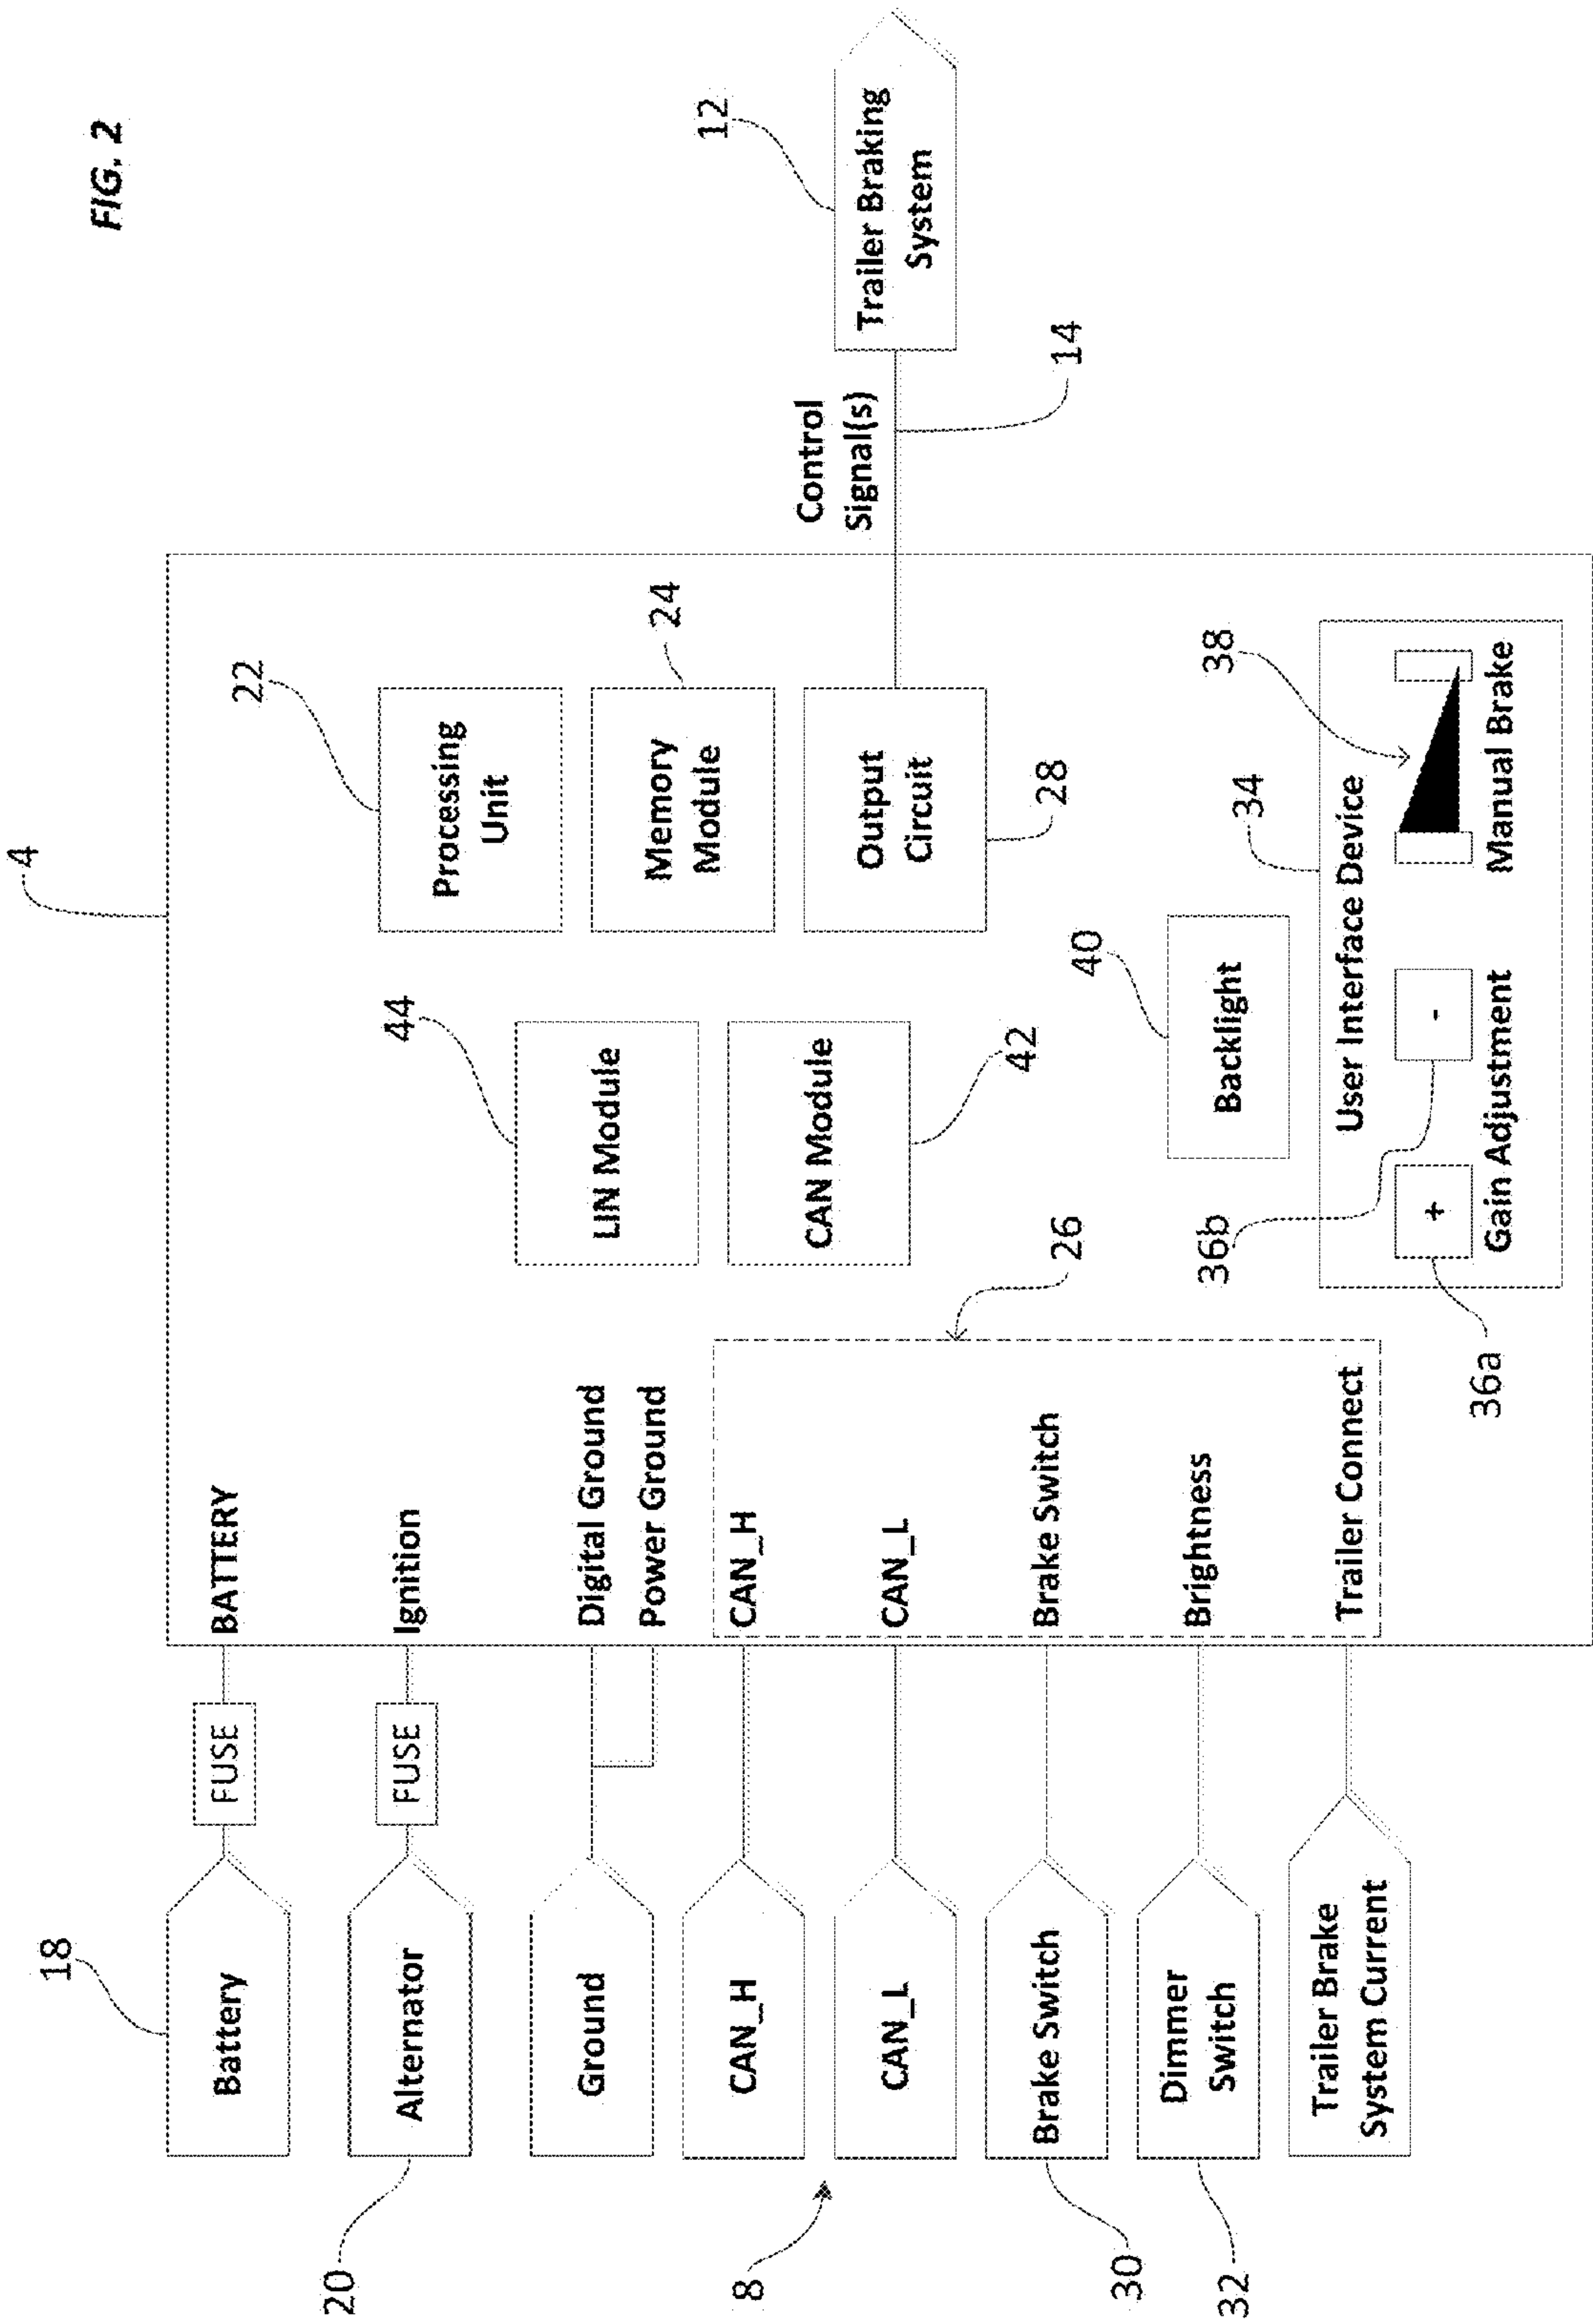 FIG. 2
4
18
Battery
FUSE
BATTERY
20
Alternator
FUSE
Ignition
Ground
Digital Ground
Power Ground
8
CAN_H
CAN_H
CAN_L
CAN_L
30
Brake Switch
Brake Switch
32
Dimmer
Switch
Brightness
Trailer Brake
System Current
Trailer Connect
26
44
LIN Module
CAN Module
42
22
Processing
Unit
24
Memory
Module
Output
Circuit
28
Control
Signal(s)
14
12
Trailer Braking
System
40
Backlight
34
User Interface Device
36a
+
36b
-
Gain Adjustment
38
Manual Brake